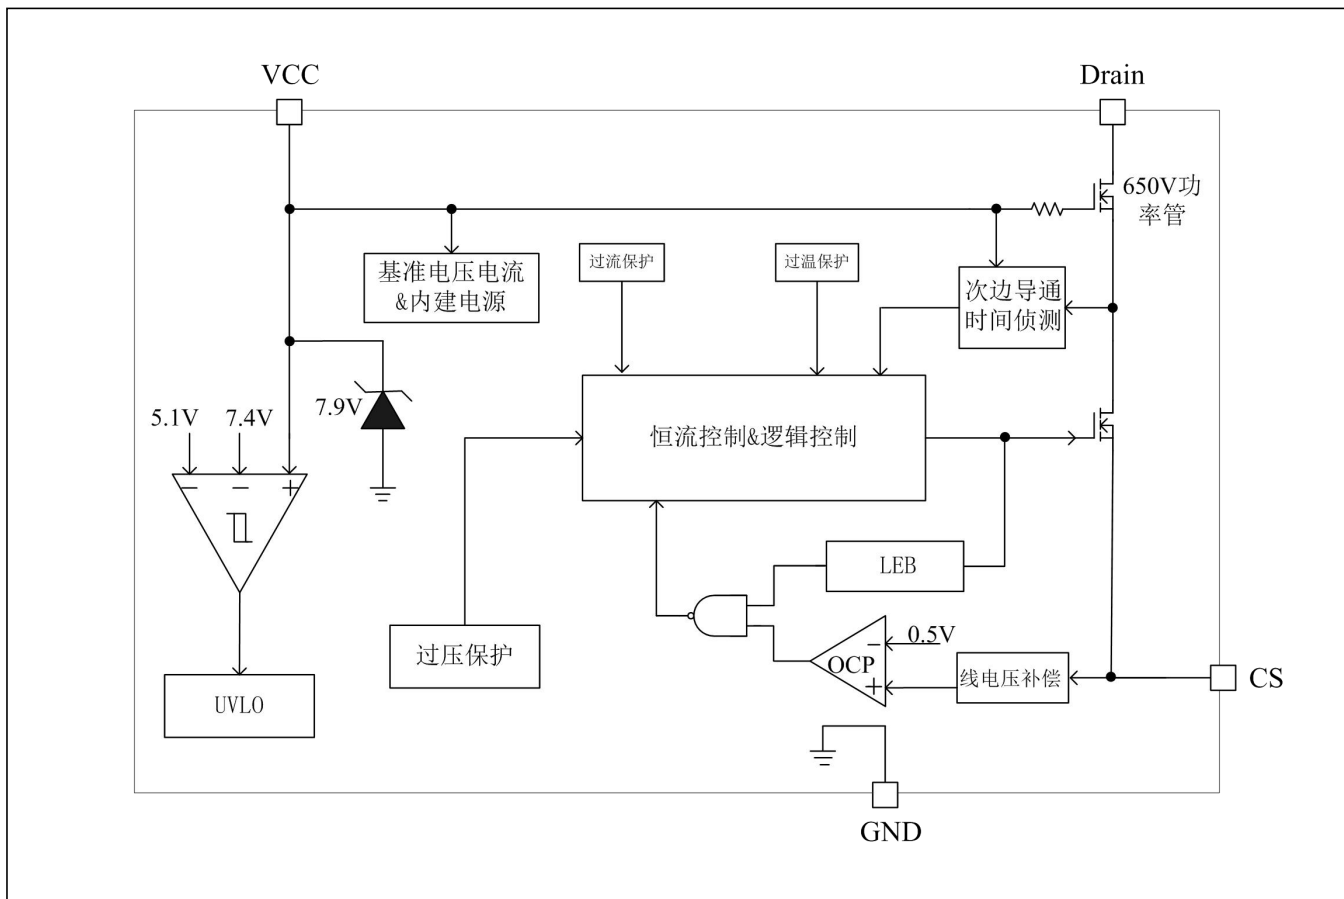 VCC
Drain
650V功
率管
基准电压电流
&内建电源
过流保护
过温保护
次边导通
时间侦测
5.1V
7.4V
7.9V
恒流控制&逻辑控制
LEB
过压保护
0.5V
OCP
线电压补偿
CS
UVLO
GND